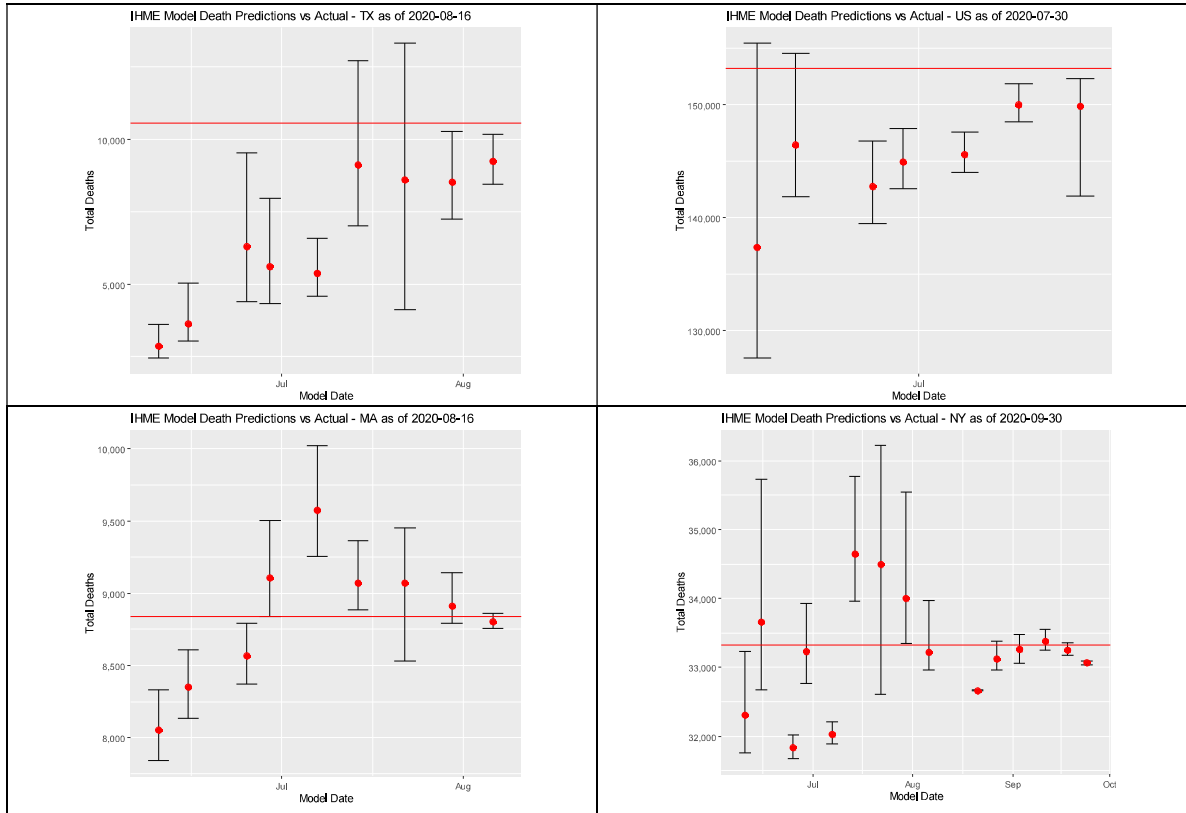 IHME Model Death Predictions vs Actual - TX as of 2020-08-16
10,000
5,000
Total Deaths
Jul
Aug
Model Date
IHME Model Death Predictions vs Actual - US as of 2020-07-30
150,000
140,000
130,000
Total Deaths
Jul
Model Date
IHME Model Death Predictions vs Actual - MA as of 2020-08-16
10,000
9,500
9,000
8,500
8,000
Total Deaths
Jul
Aug
Model Date
IHME Model Death Predictions vs Actual - NY as of 2020-09-30
36,000
35,000
34,000
33,000
32,000
Total Deaths
Jul
Aug
Sep
Oct
Model Date